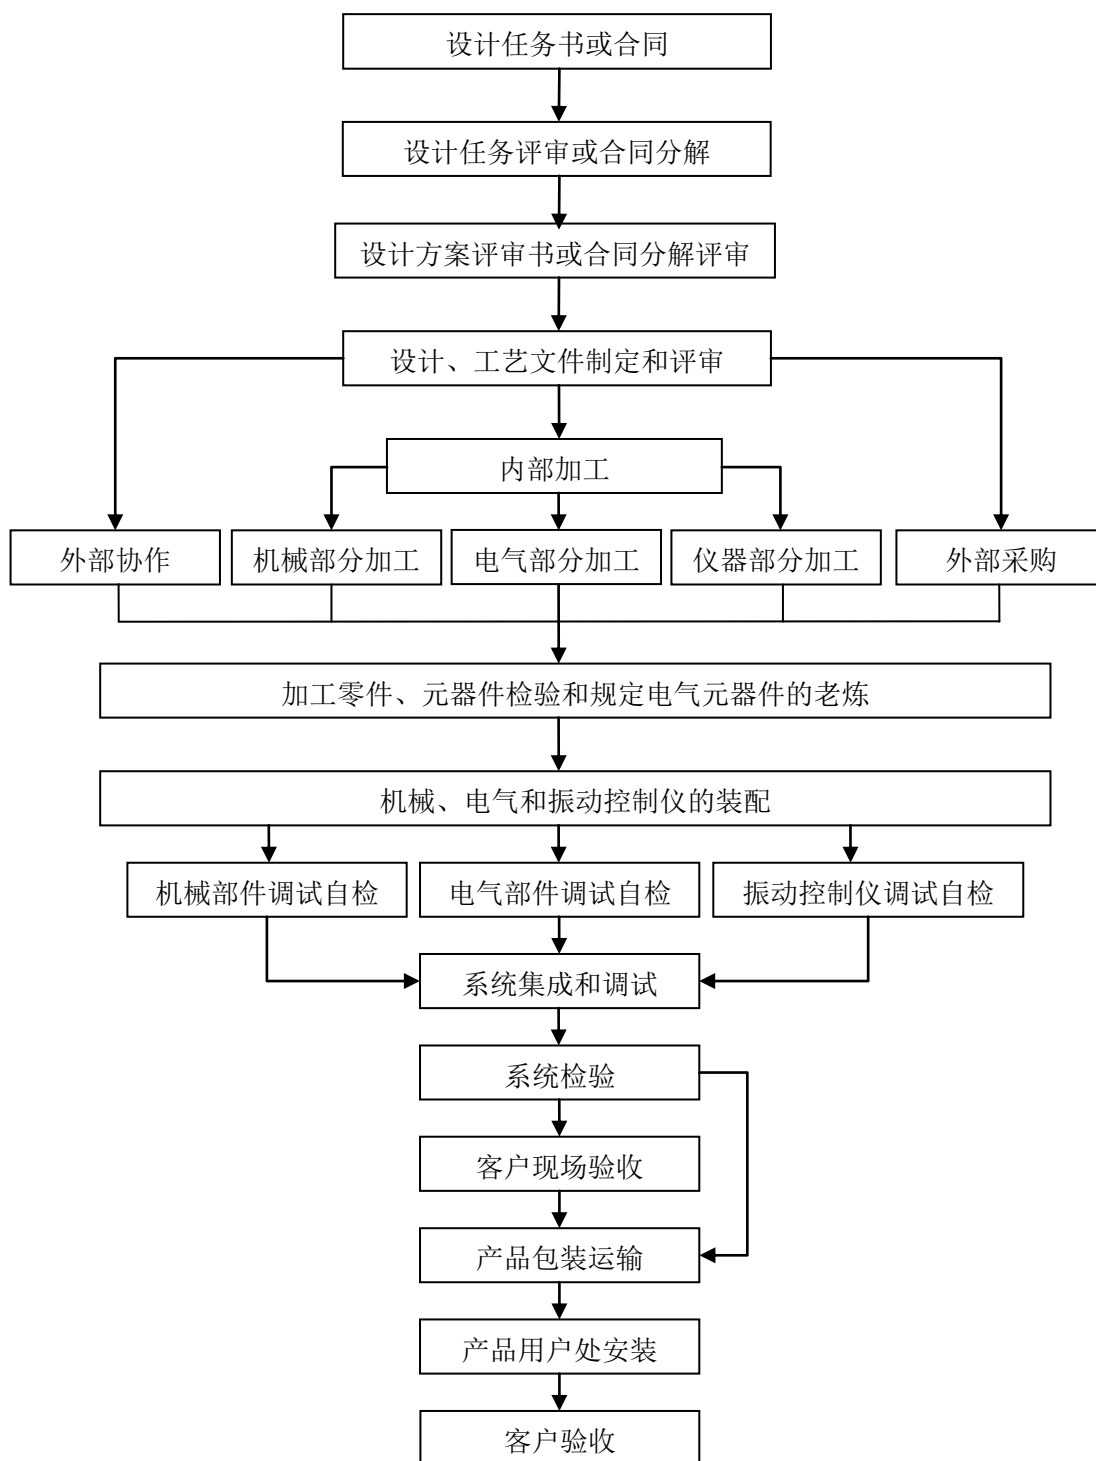 设计任务书或合同
设计任务评审或合同分解
设计方案评审书或合同分解评审
设计、工艺文件制定和评审
内部加工
外部协作
机械部分加工
电气部分加工
仪器部分加工
外部采购
加工零件、元器件检验和规定电气元器件的老炼
机械、电气和振动控制仪的装配
机械部件调试自检
电气部件调试自检
振动控制仪调试自检
系统集成和调试
系统检验
客户现场验收
产品包装运输
产品用户处安装
客户验收